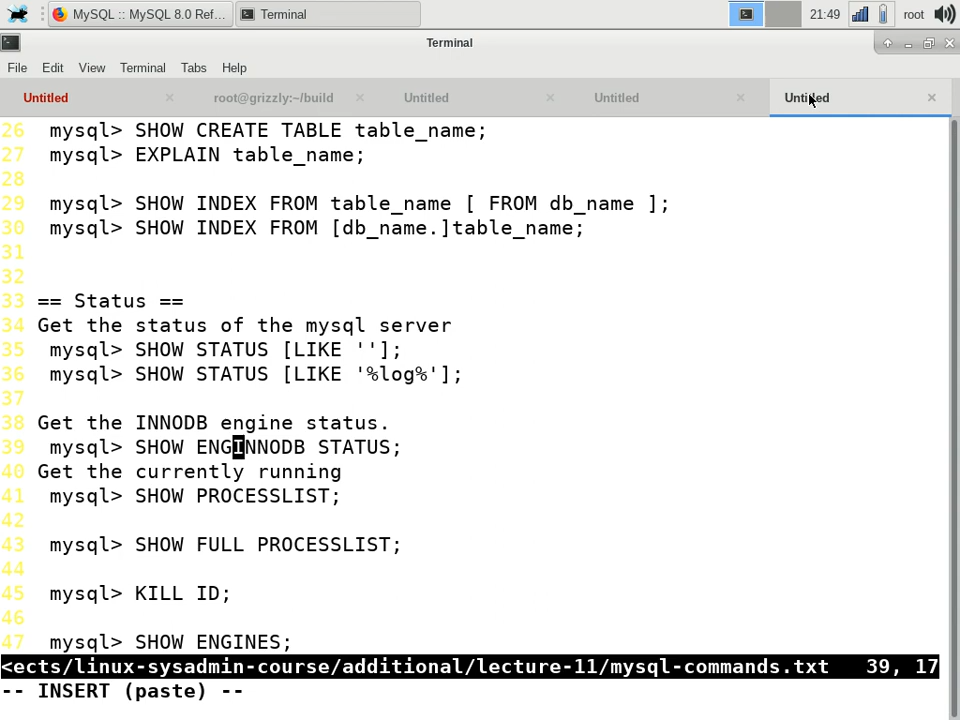 MySQL :: MySQL 8.0 Ref...
Terminal
21:49
root
Terminal
File Edit View Terminal Tabs Help
Untitled
root@grizzly:~/build
Untitled
Untitled
Untitled
26 mysql> SHOW CREATE TABLE table_name;
27 mysql> EXPLAIN table_name;
28
29 mysql> SHOW INDEX FROM table_name [ FROM db_name ];
30 mysql> SHOW INDEX FROM [db_name.]table_name;
31
32
33 == Status ==
34 Get the status of the mysql server
35 mysql> SHOW STATUS [LIKE ''];
36 mysql> SHOW STATUS [LIKE '%log%'];
37
38 Get the INNODB engine status.
39 mysql> SHOW ENGINNODB STATUS;
40 Get the currently running
41 mysql> SHOW PROCESSLIST;
42
43 mysql> SHOW FULL PROCESSLIST;
44
45 mysql> KILL ID;
46
47 mysql> SHOW ENGINES;
<ects/linux-sysadmin-course/additional/lecture-11/mysql-commands.txt 39, 17
-- INSERT (paste) --